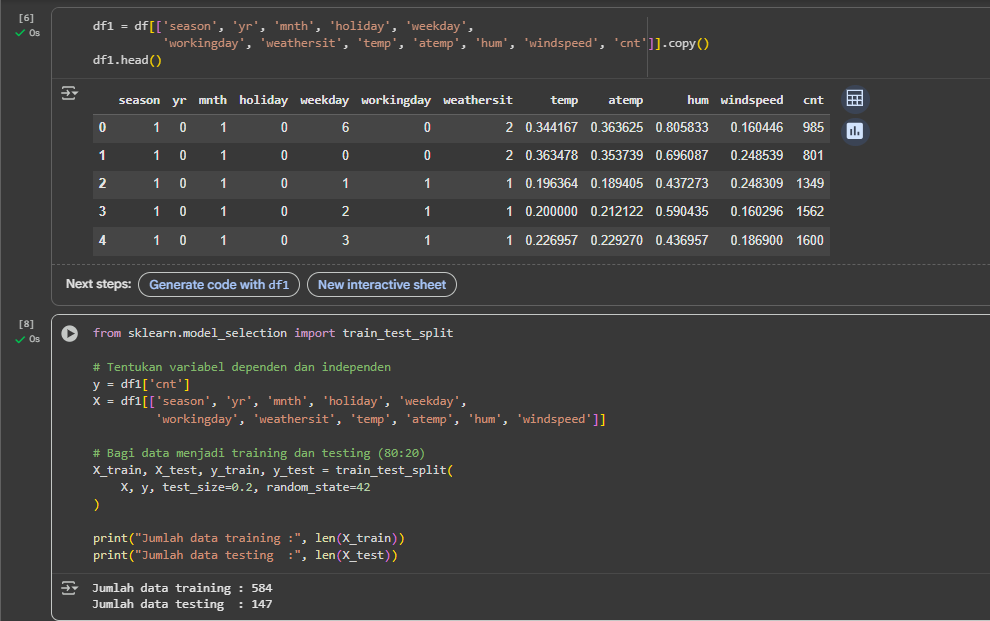 [6]
0s
df1 = df[['season', 'yr', 'mnth', 'holiday', 'weekday',
'workingday', 'weathersit', 'temp', 'atemp', 'hum', 'windspeed', 'cnt']].copy()
df1.head()
season yr mnth holiday weekday workingday weathersit temp atemp hum windspeed cnt
0 1 0 1 0 6 0 2 0.344167 0.363625 0.805833 0.160446 985
1 1 0 1 0 0 0 2 0.363478 0.353739 0.696087 0.248539 801
2 1 0 1 0 1 1 1 0.196364 0.189405 0.437273 0.248309 1349
3 1 0 1 0 2 1 1 0.200000 0.212122 0.590435 0.160296 1562
4 1 0 1 0 3 1 1 0.226957 0.229270 0.436957 0.186900 1600
Next steps: Generate code with df1 New interactive sheet
[8]
0s
from sklearn.model_selection import train_test_split
# Tentukan variabel dependen dan independen
y = df1['cnt']
X = df1[['season', 'yr', 'mnth', 'holiday', 'weekday',
'workingday', 'weathersit', 'temp', 'atemp', 'hum', 'windspeed']]
# Bagi data menjadi training dan testing (80:20)
X_train, X_test, y_train, y_test = train_test_split(
X, y, test_size=0.2, random_state=42
)
print("Jumlah data training :", len(X_train))
print("Jumlah data testing  :", len(X_test))
Jumlah data training : 584
Jumlah data testing  : 147